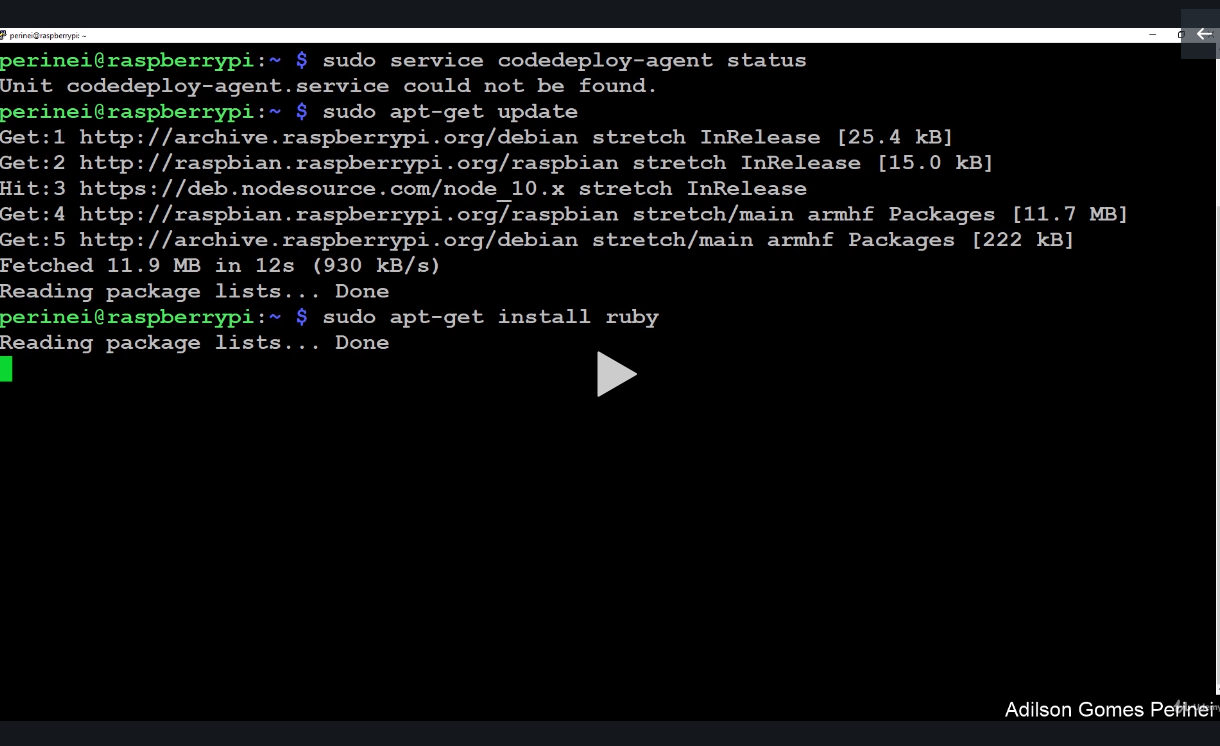 perinei@raspberrypi: ~
perinei@raspberrypi:~ $ sudo service codedeploy-agent status
Unit codedeploy-agent.service could not be found.
perinei@raspberrypi:~ $ sudo apt-get update
Get:1 http://archive.raspberrypi.org/debian stretch InRelease [25.4 kB]
Get:2 http://raspbian.raspberrypi.org/raspbian stretch InRelease [15.0 kB]
Hit:3 https://deb.nodesource.com/node_10.x stretch InRelease
Get:4 http://raspbian.raspberrypi.org/raspbian stretch/main armhf Packages [11.7 MB]
Get:5 http://archive.raspberrypi.org/debian stretch/main armhf Packages [222 kB]
Fetched 11.9 MB in 12s (930 kB/s)
Reading package lists... Done
perinei@raspberrypi:~ $ sudo apt-get install ruby
Reading package lists... Done
Adilson Gomes Perinei